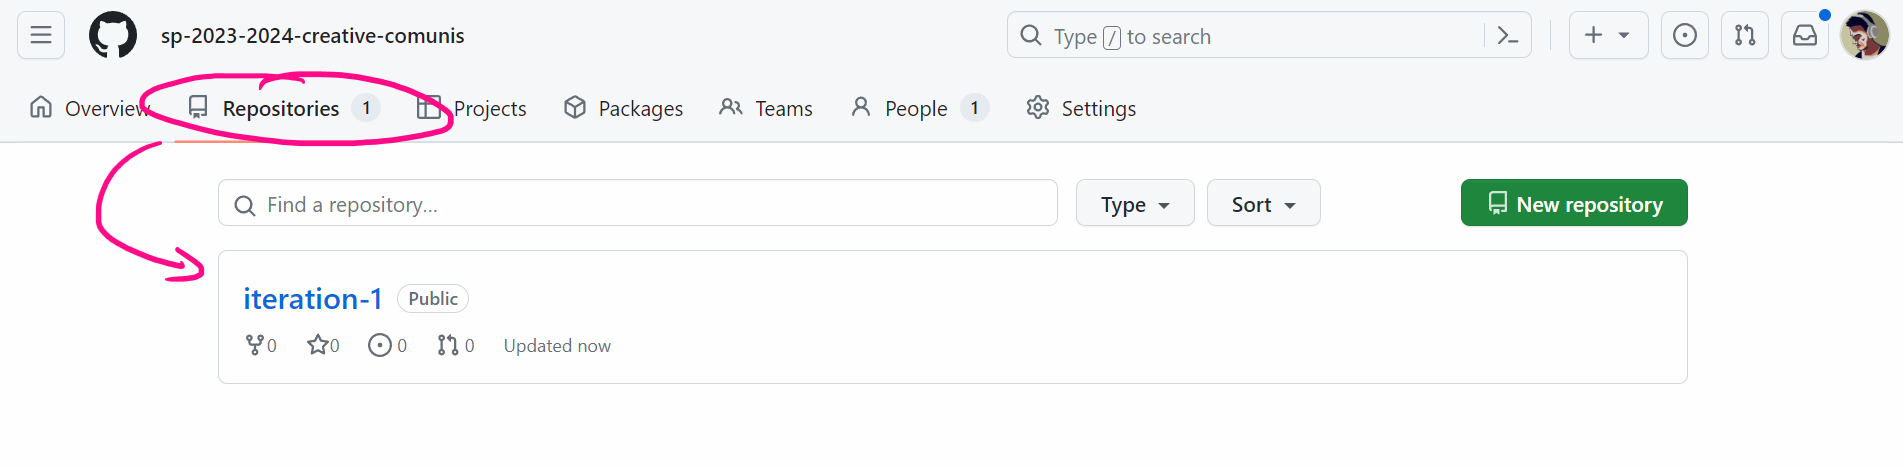 sp-2023-2024-creative-comunis
Type / to search
Overview Repositories 1 Projects Packages Teams People 1 Settings
Find a repository... Type Sort New repository
iteration-1 Public
0 0 0 0 Updated now